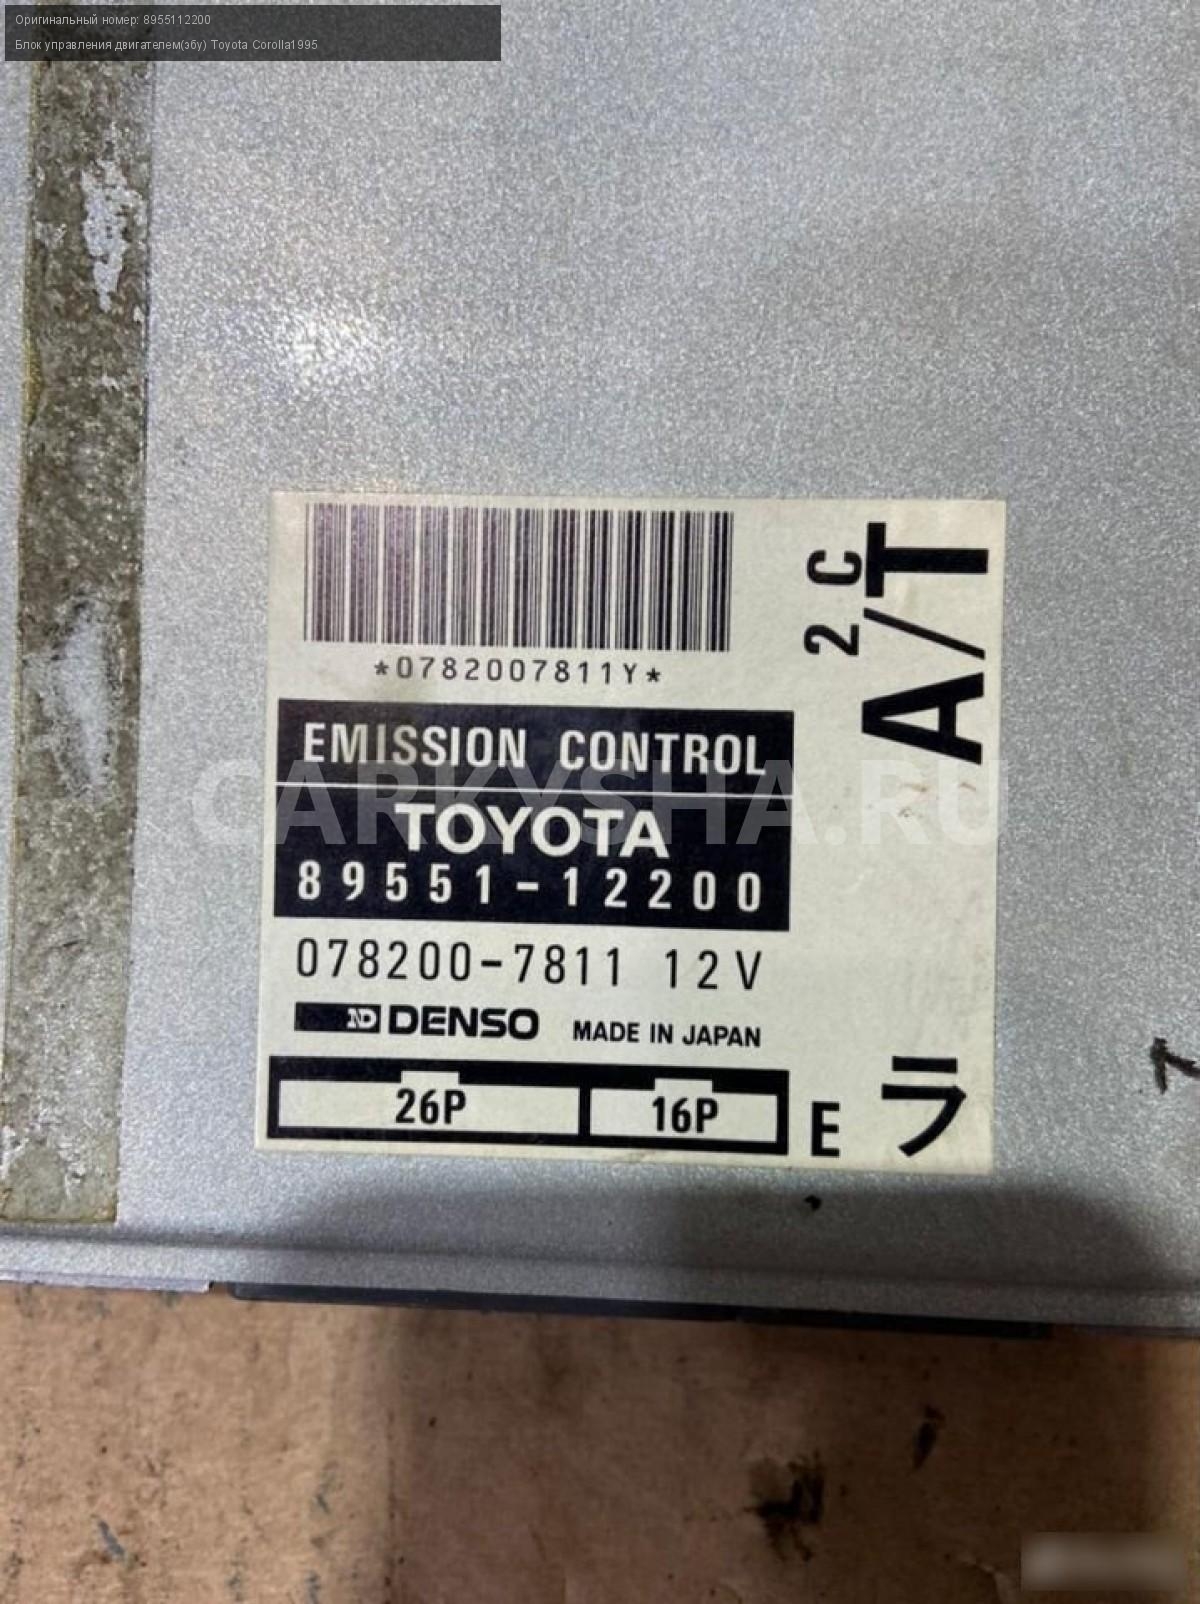 Оригинальный номер: 8955112200
Блок управления двигателем(эбу) Toyota Corolla1995
*0782007811Y*
2C
A/T
EMISSION CONTROL
CARKYSHA.RU
TOYOTA
89551-12200
078200-7811 12V
ND DENSO MADE IN JAPAN
26P 16P
E ラ